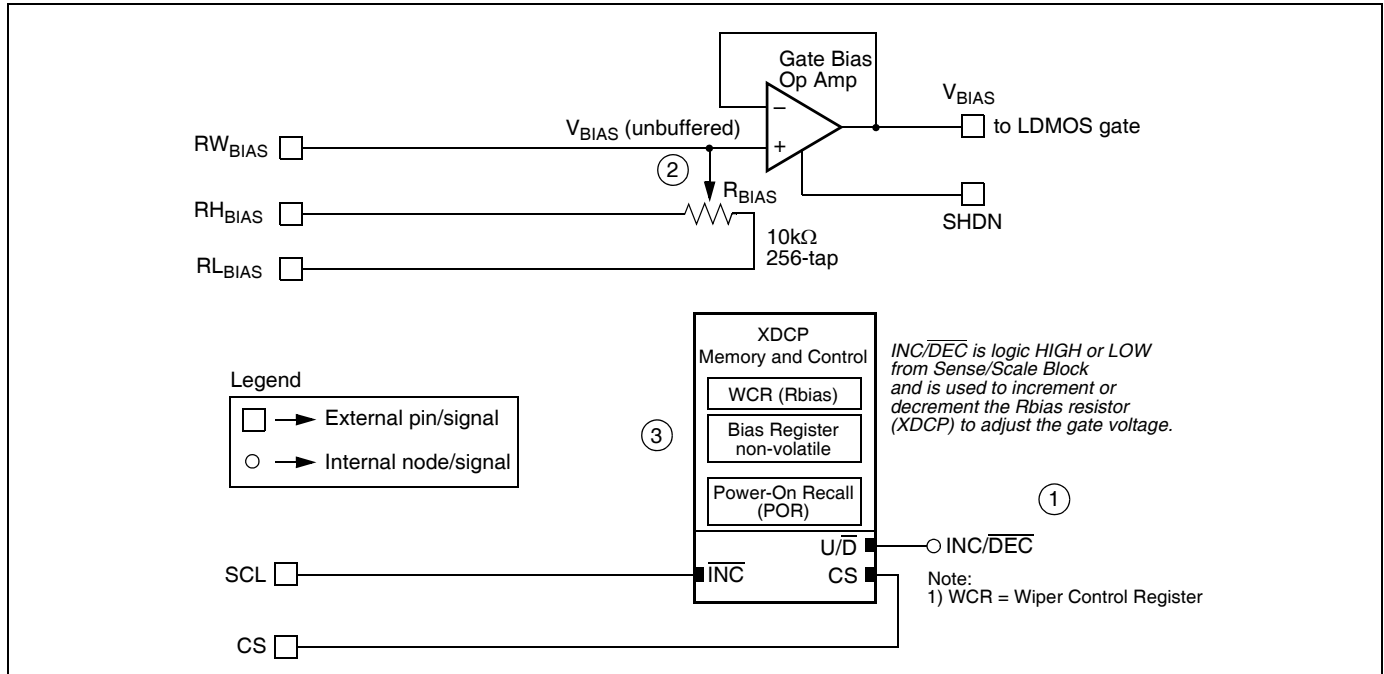 Gate Bias
Op Amp
−
+
V_BIAS
to LDMOS gate
V_BIAS (unbuffered)
RW_BIAS
2
R_BIAS
RH_BIAS
SHDN
10kΩ
256-tap
RL_BIAS
XDCP
Memory and Control
WCR (Rbias)
Bias Register
non-volatile
Power-On Recall
(POR)
INC/D̅E̅C̅ is logic HIGH or LOW
from Sense/Scale Block
and is used to increment or
decrement the Rbias resistor
(XDCP) to adjust the gate voltage.
Legend
External pin/signal
Internal node/signal
3
1
U/D̅
INC/D̅E̅C̅
SCL
I̅N̅C̅
CS
Note:
1) WCR = Wiper Control Register
CS